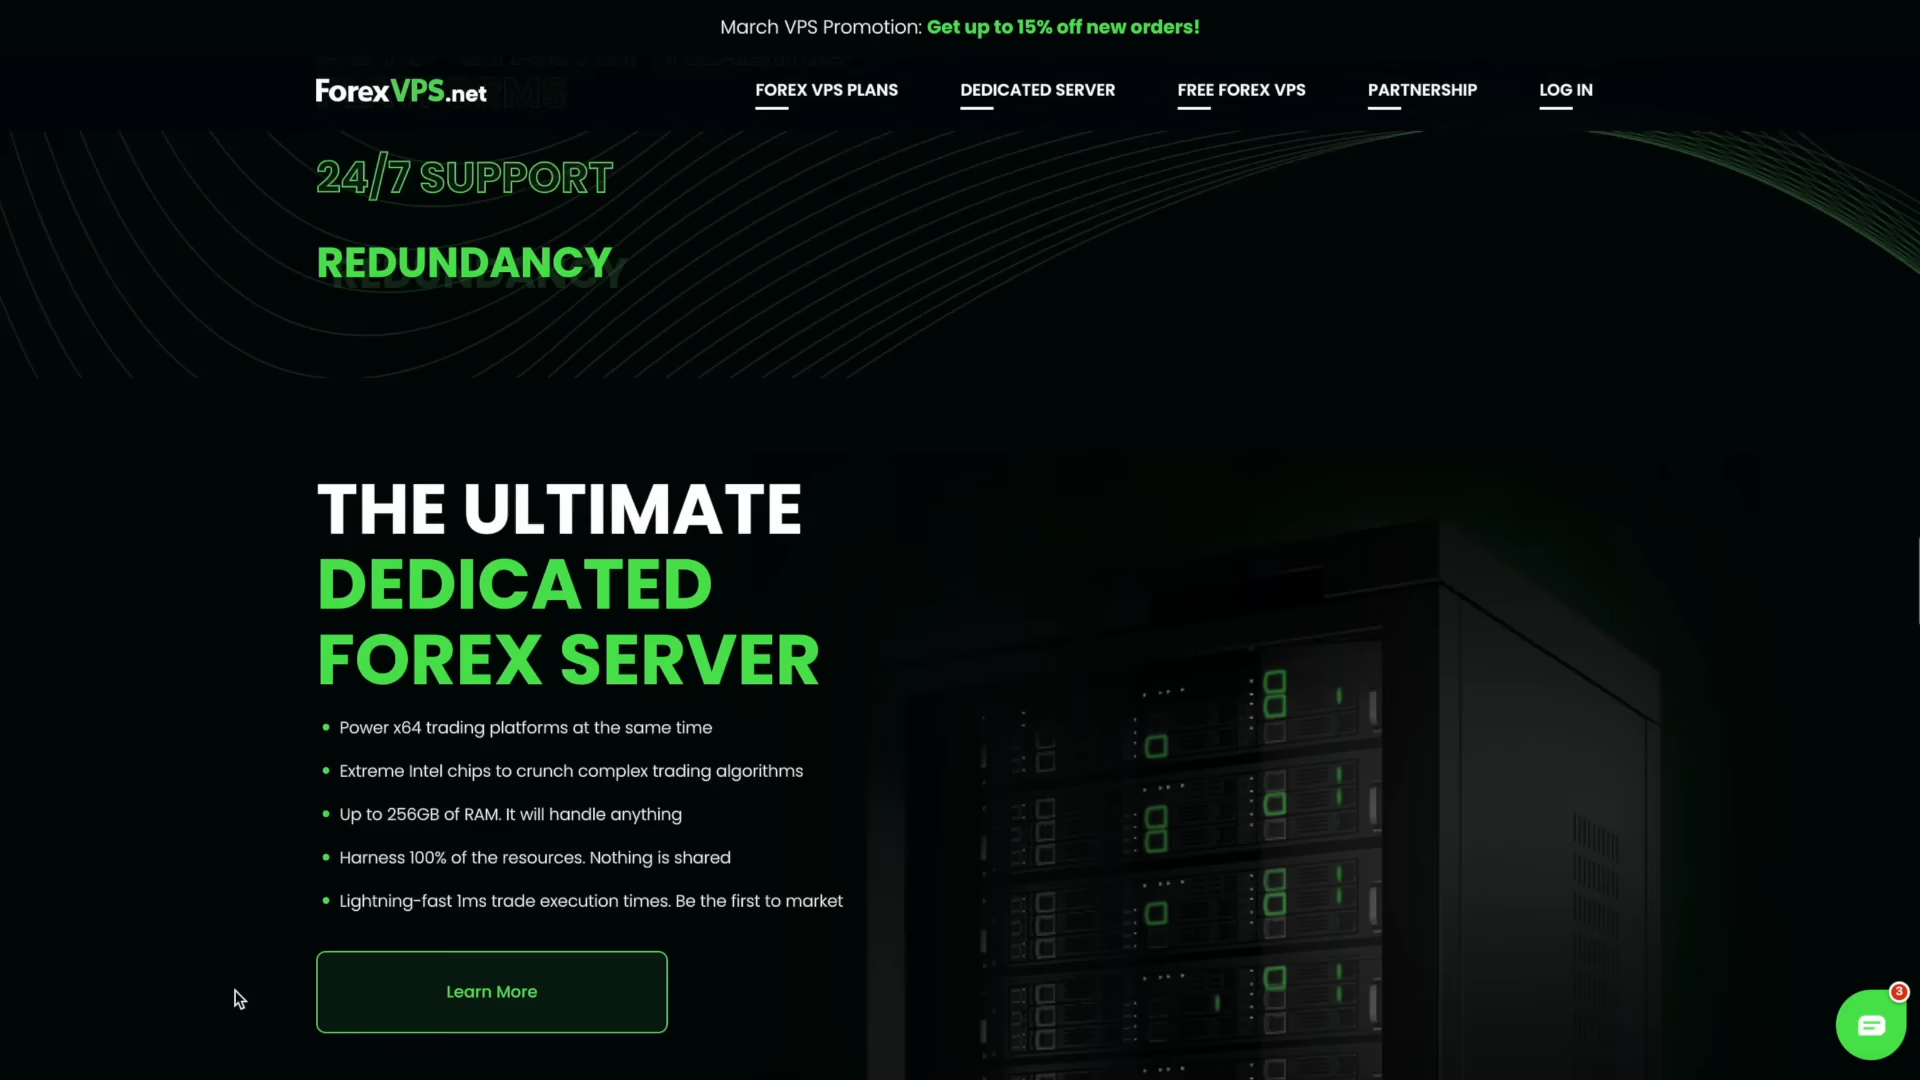 March VPS Promotion: Get up to 15% off new orders!
ForexVPS.net
FOREX VPS PLANS
DEDICATED SERVER
FREE FOREX VPS
PARTNERSHIP
LOG IN
24/7 SUPPORT
REDUNDANCY
THE ULTIMATE
DEDICATED
FOREX SERVER
Power x64 trading platforms at the same time
Extreme Intel chips to crunch complex trading algorithms
Up to 256GB of RAM. It will handle anything
Harness 100% of the resources. Nothing is shared
Lightning-fast 1ms trade execution times. Be the first to market
Learn More
3